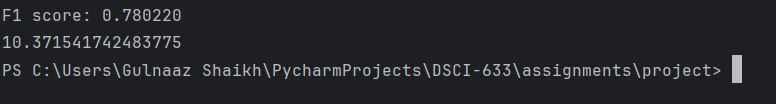 F1 score: 0.780220
10.371541742483775
PS C:\Users\Gulnaaz Shaikh\PycharmProjects\DSCI-633\assignments\project>